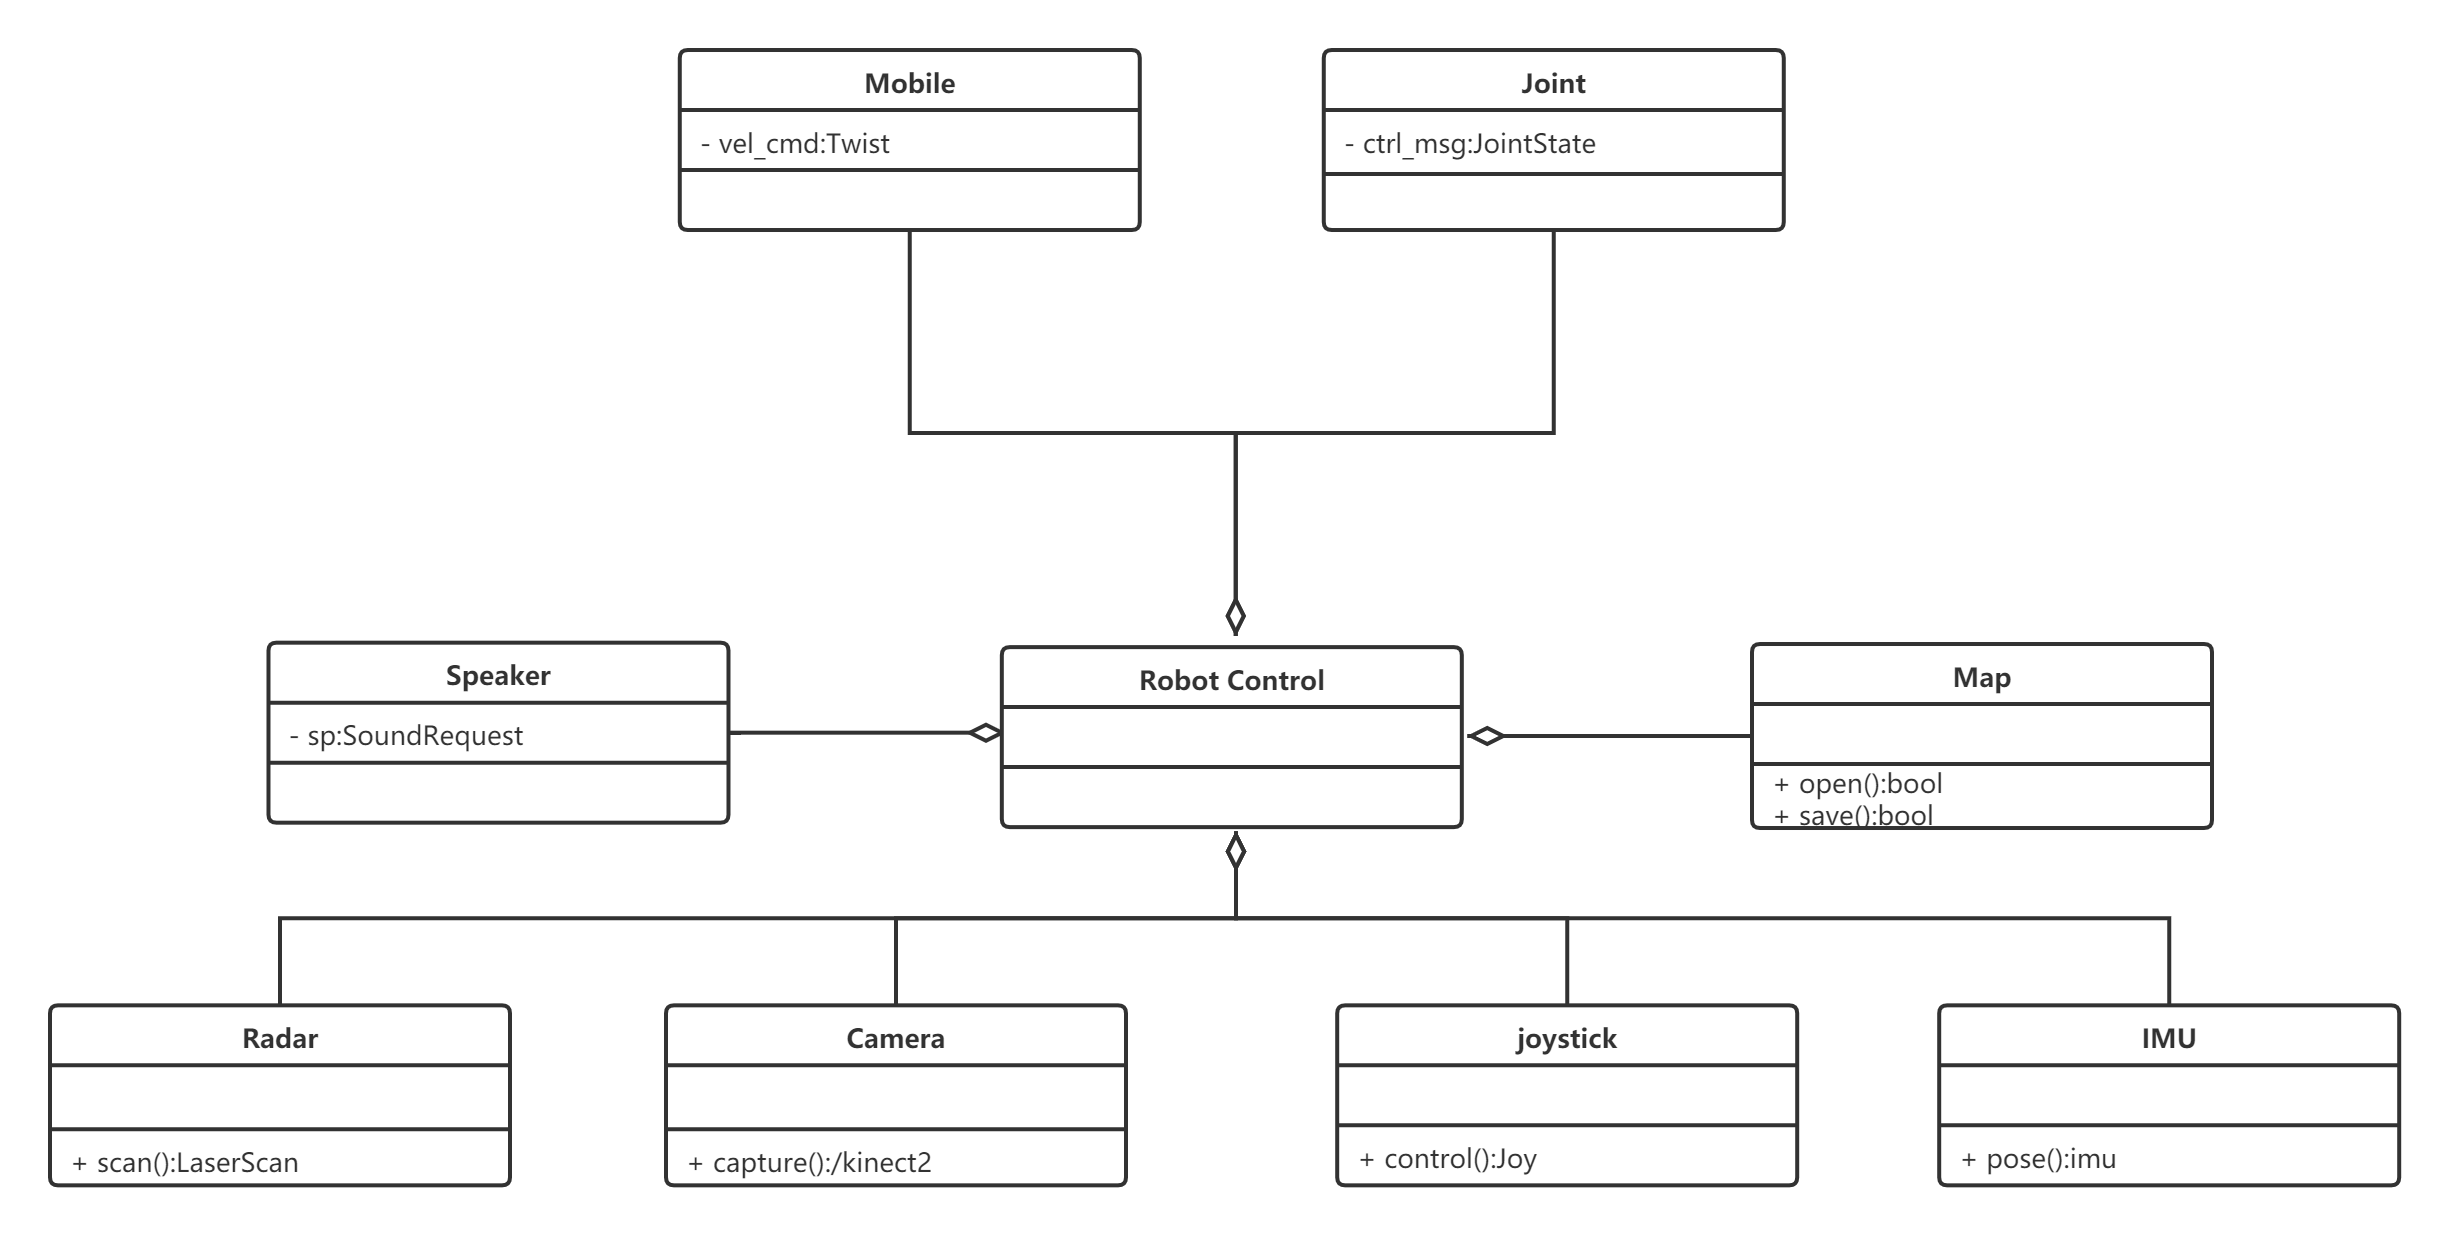 Mobile
- vel_cmd:Twist
Joint
- ctrl_msg:JointState
Speaker
- sp:SoundRequest
Robot Control
Map
+ open():bool
+ save():bool
Radar
+ scan():LaserScan
Camera
+ capture():/kinect2
joystick
+ control():Joy
IMU
+ pose():imu